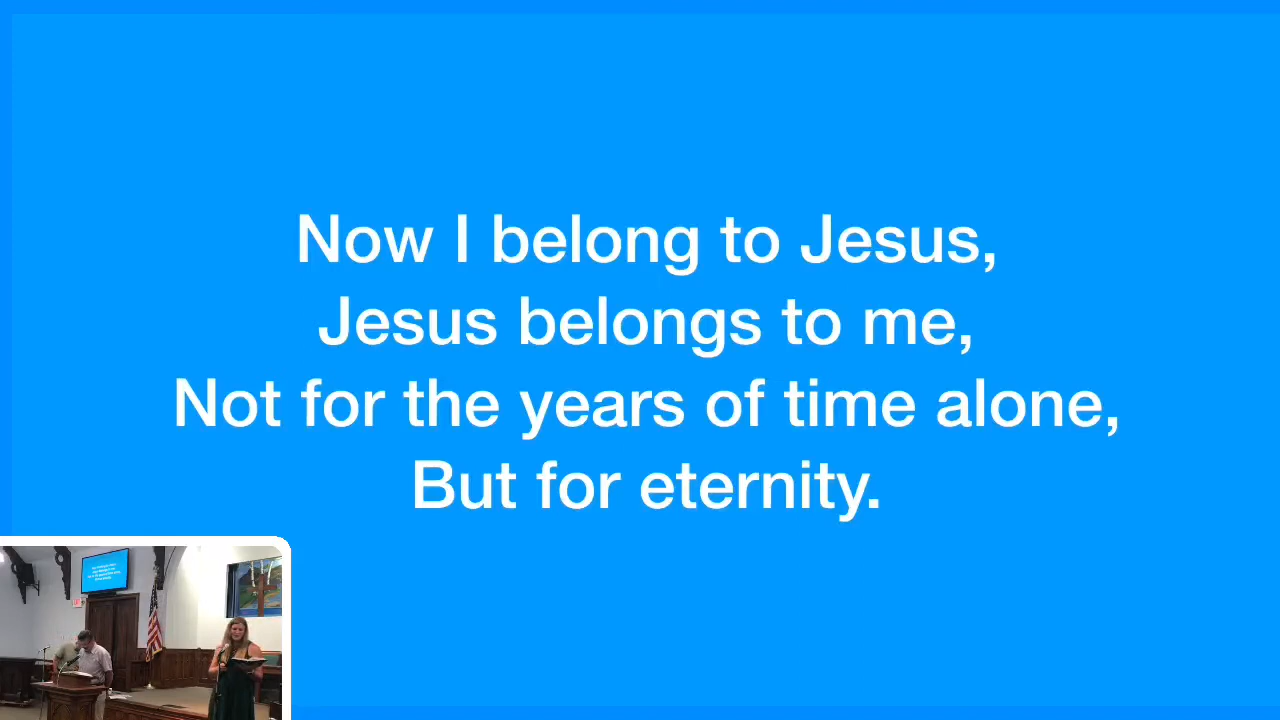 Now I belong to Jesus,
Jesus belongs to me,
Not for the years of time alone,
But for eternity.